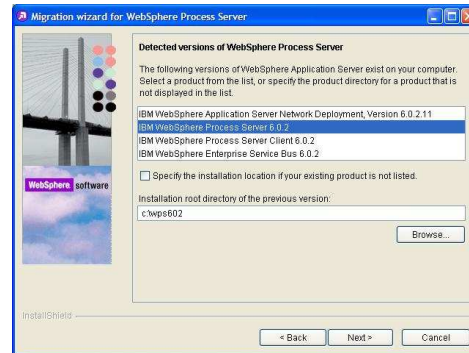 Migration wizard for WebSphere Process Server
Detected versions of WebSphere Process Server
The following versions of WebSphere Application Server exist on your computer.
Select a product from the list, or specify the product directory for a product that is
not displayed in the list.
IBM WebSphere Application Server Network Deployment, Version 6.0.2.11
IBM WebSphere Process Server 6.0.2
IBM WebSphere Process Server Client 6.0.2
IBM WebSphere Enterprise Service Bus 6.0.2
WebSphere software
Specify the installation location if your existing product is not listed.
Installation root directory of the previous version:
c:\wps602
Browse...
InstallShield
< Back
Next >
Cancel